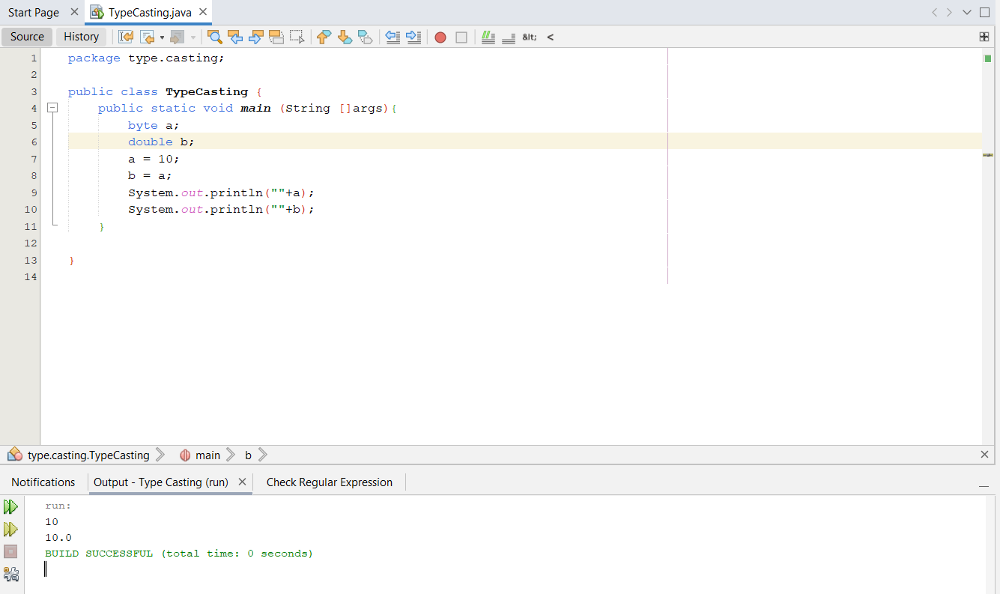 Start Page
TypeCasting.java
Source History &lt; <
1 package type.casting;
2
3 public class TypeCasting {
4 public static void main (String []args){
5 byte a;
6 double b;
7 a = 10;
8 b = a;
9 System.out.println(""+a);
10 System.out.println(""+b);
11 }
12
13 }
14
type.casting.TypeCasting main b
Notifications Output - Type Casting (run) Check Regular Expression
run:
10
10.0
BUILD SUCCESSFUL (total time: 0 seconds)